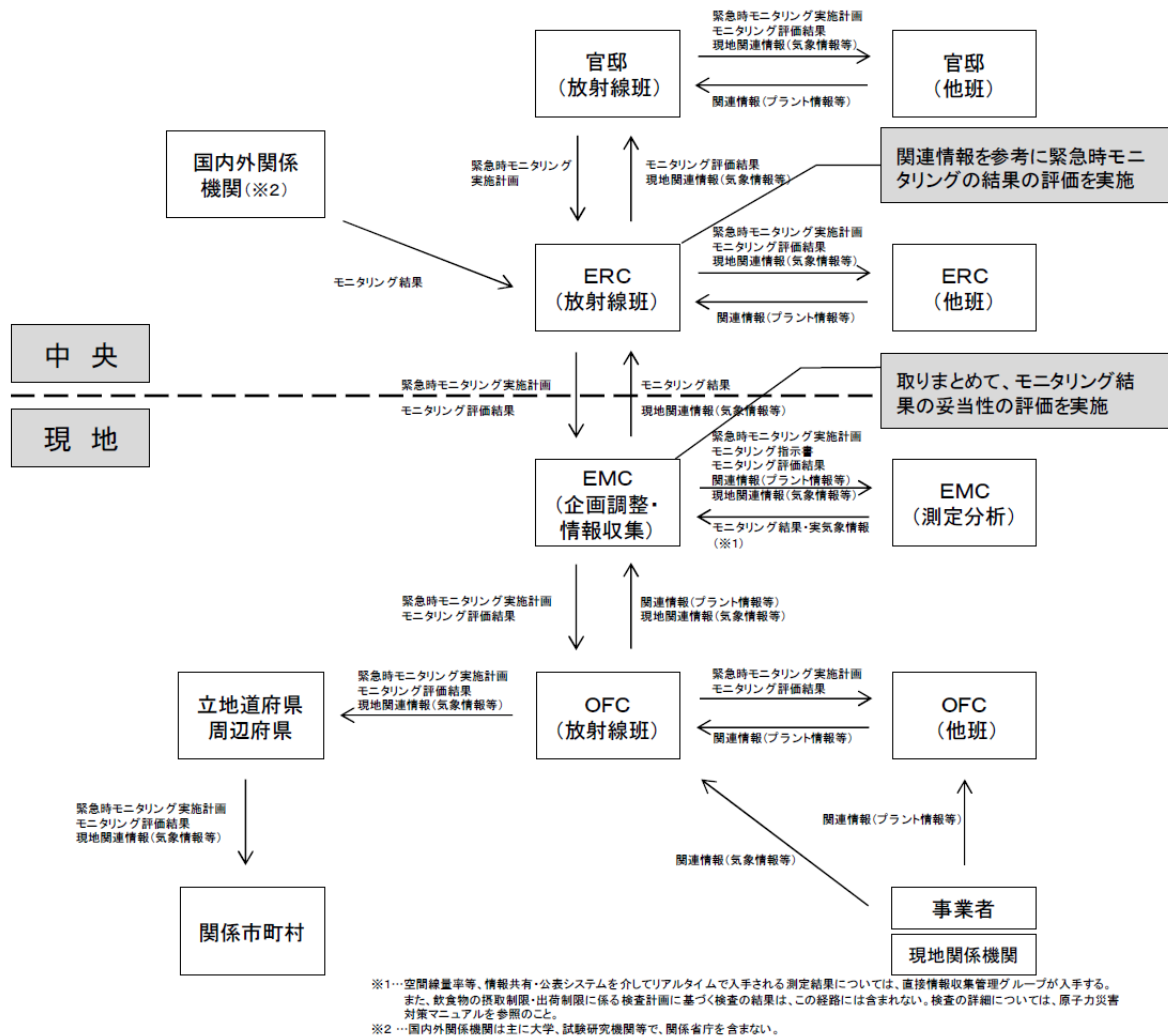 緊急時モニタリング実施計画
モニタリング評価結果
現地関連情報(気象情報等)
官邸
(放射線班)
官邸
(他班)
関連情報(プラント情報等)
国内外関係
機関(※2)
緊急時モニタリング
実施計画
モニタリング評価結果
現地関連情報(気象情報等)
関連情報を参考に緊急時モニ
タリングの結果の評価を実施
緊急時モニタリング実施計画
モニタリング評価結果
現地関連情報(気象情報等)
モニタリング結果
ERC
(放射線班)
ERC
(他班)
関連情報(プラント情報等)
中 央
緊急時モニタリング実施計画
モニタリング結果
取りまとめて、モニタリング結
果の妥当性の評価を実施
モニタリング評価結果
現地関連情報(気象情報等)
現 地
緊急時モニタリング実施計画
モニタリング指示書
モニタリング評価結果
関連情報(プラント情報等)
現地関連情報(気象情報等)
EMC
(企画調整・
情報収集)
EMC
(測定分析)
モニタリング結果・実気象情報
(※1)
緊急時モニタリング実施計画
モニタリング評価結果
関連情報(プラント情報等)
現地関連情報(気象情報等)
立地道府県
周辺府県
緊急時モニタリング実施計画
モニタリング評価結果
現地関連情報(気象情報等)
OFC
(放射線班)
緊急時モニタリング実施計画
モニタリング評価結果
関連情報(プラント情報等)
OFC
(他班)
緊急時モニタリング実施計画
モニタリング評価結果
現地関連情報(気象情報等)
関連情報(プラント情報等)
関連情報(気象情報等)
関係市町村
事業者
現地関係機関
※1…空間線量率等、情報共有・公表システムを介してリアルタイムで入手される測定結果については、直接情報収集管理グループが入手する。
また、飲食物の摂取制限・出荷制限に係る検査計画に基づく検査の結果は、この経路には含まれない。検査の詳細については、原子力災害
対策マニュアルを参照のこと。
※2 …国内外関係機関は主に大学、試験研究機関等で、関係省庁を含まない。